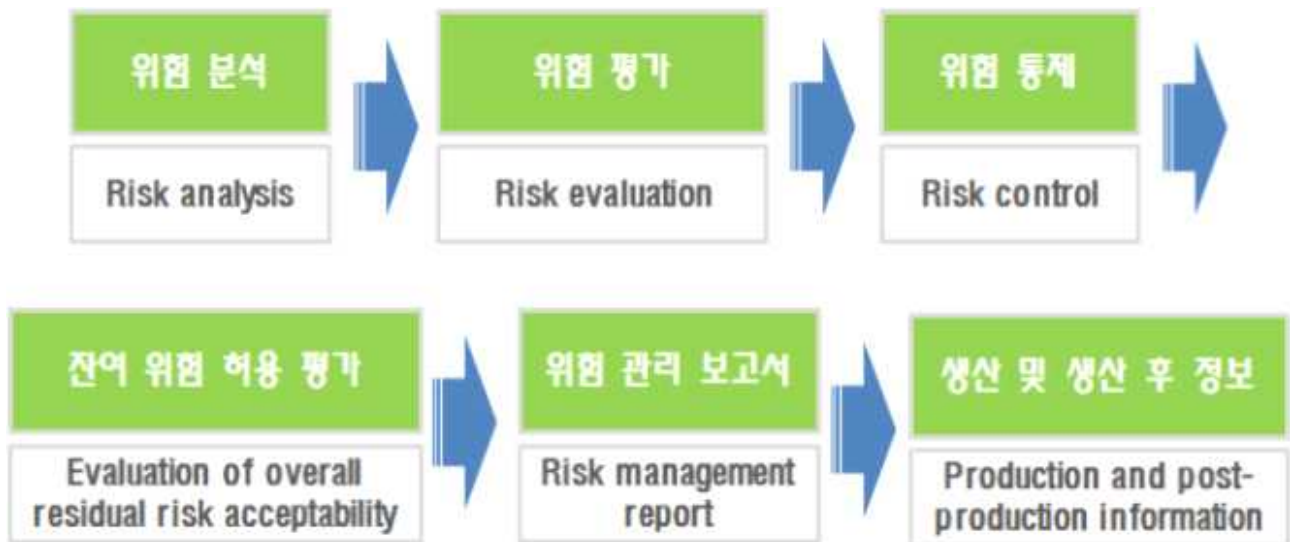 위험 분석
위험 평가
위험 통제
Risk analysis
Risk evaluation
Risk control
잔여 위험 허용 평가
위험 관리 보고서
생산 및 생산 후 정보
Evaluation of overall
residual risk acceptability
Risk management
report
Production and post-
production information